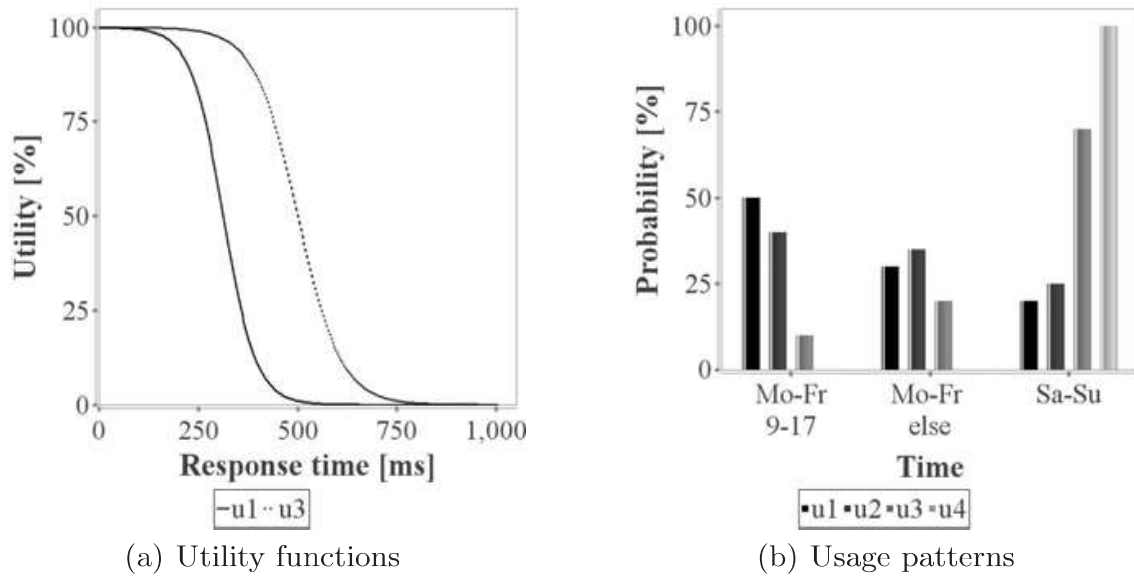 100
75
50
25
0
Utility [%]
0 250 500 750 1,000
Response time [ms]
u1 u3
(a) Utility functions
100
75
50
25
0
Probability [%]
Mo-Fr Mo-Fr Sa-Su
9-17 else
Time
u1 u2 u3 u4
(b) Usage patterns